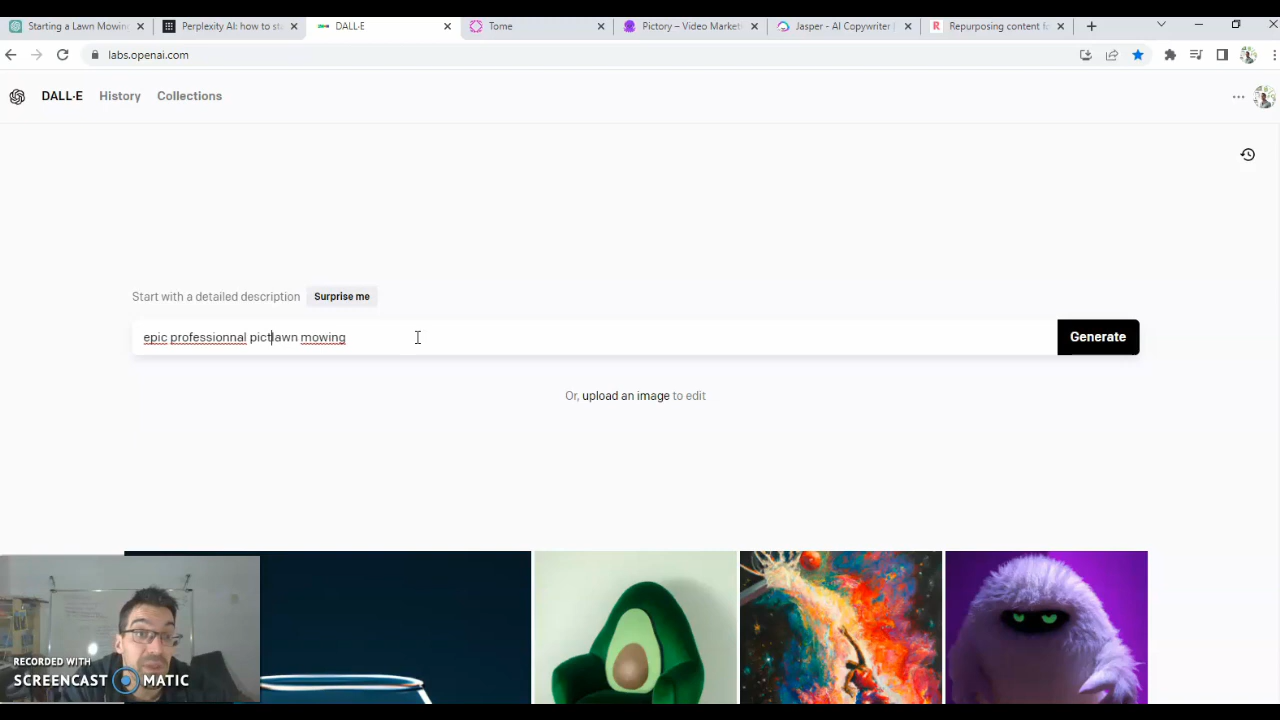 Starting a Lawn Mowing
Perplexity AI: how to st
DALL·E
Tome
Pictory – Video Market
Jasper - AI Copywriter |
Repurposing content fo
labs.openai.com
DALL·E
History
Collections
Start with a detailed description
Surprise me
epic professionnal pictlawn mowing
Generate
Or, upload an image to edit
RECORDED WITH
SCREENCAST MATIC